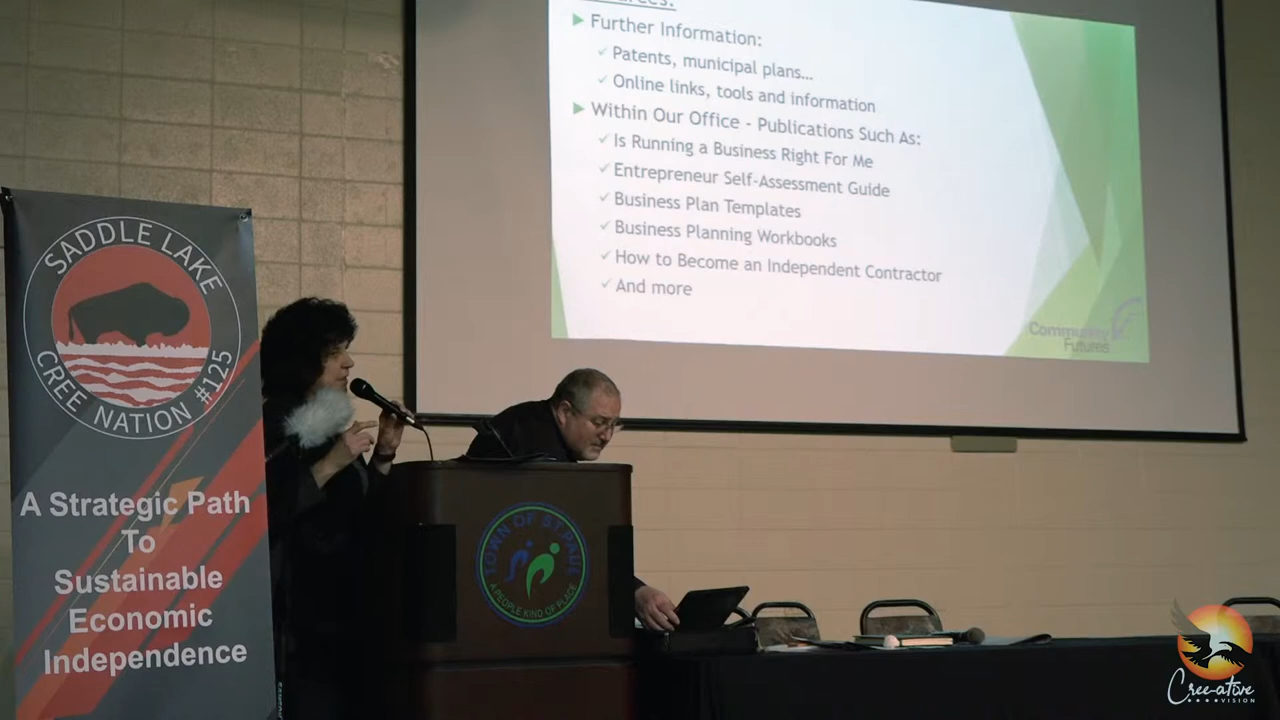 Further Information:
Patents, municipal plans…
Online links, tools and information
Within Our Office - Publications Such As:
Is Running a Business Right For Me
Entrepreneur Self-Assessment Guide
Business Plan Templates
Business Planning Workbooks
How to Become an Independent Contractor
And more
Community
Futures
SADDLE LAKE
CREE NATION #125
A Strategic Path
To
Sustainable
Economic
Independence
TOWN OF ST. PAUL
A PEOPLE KIND OF PLACE
Cree-ative
VISION